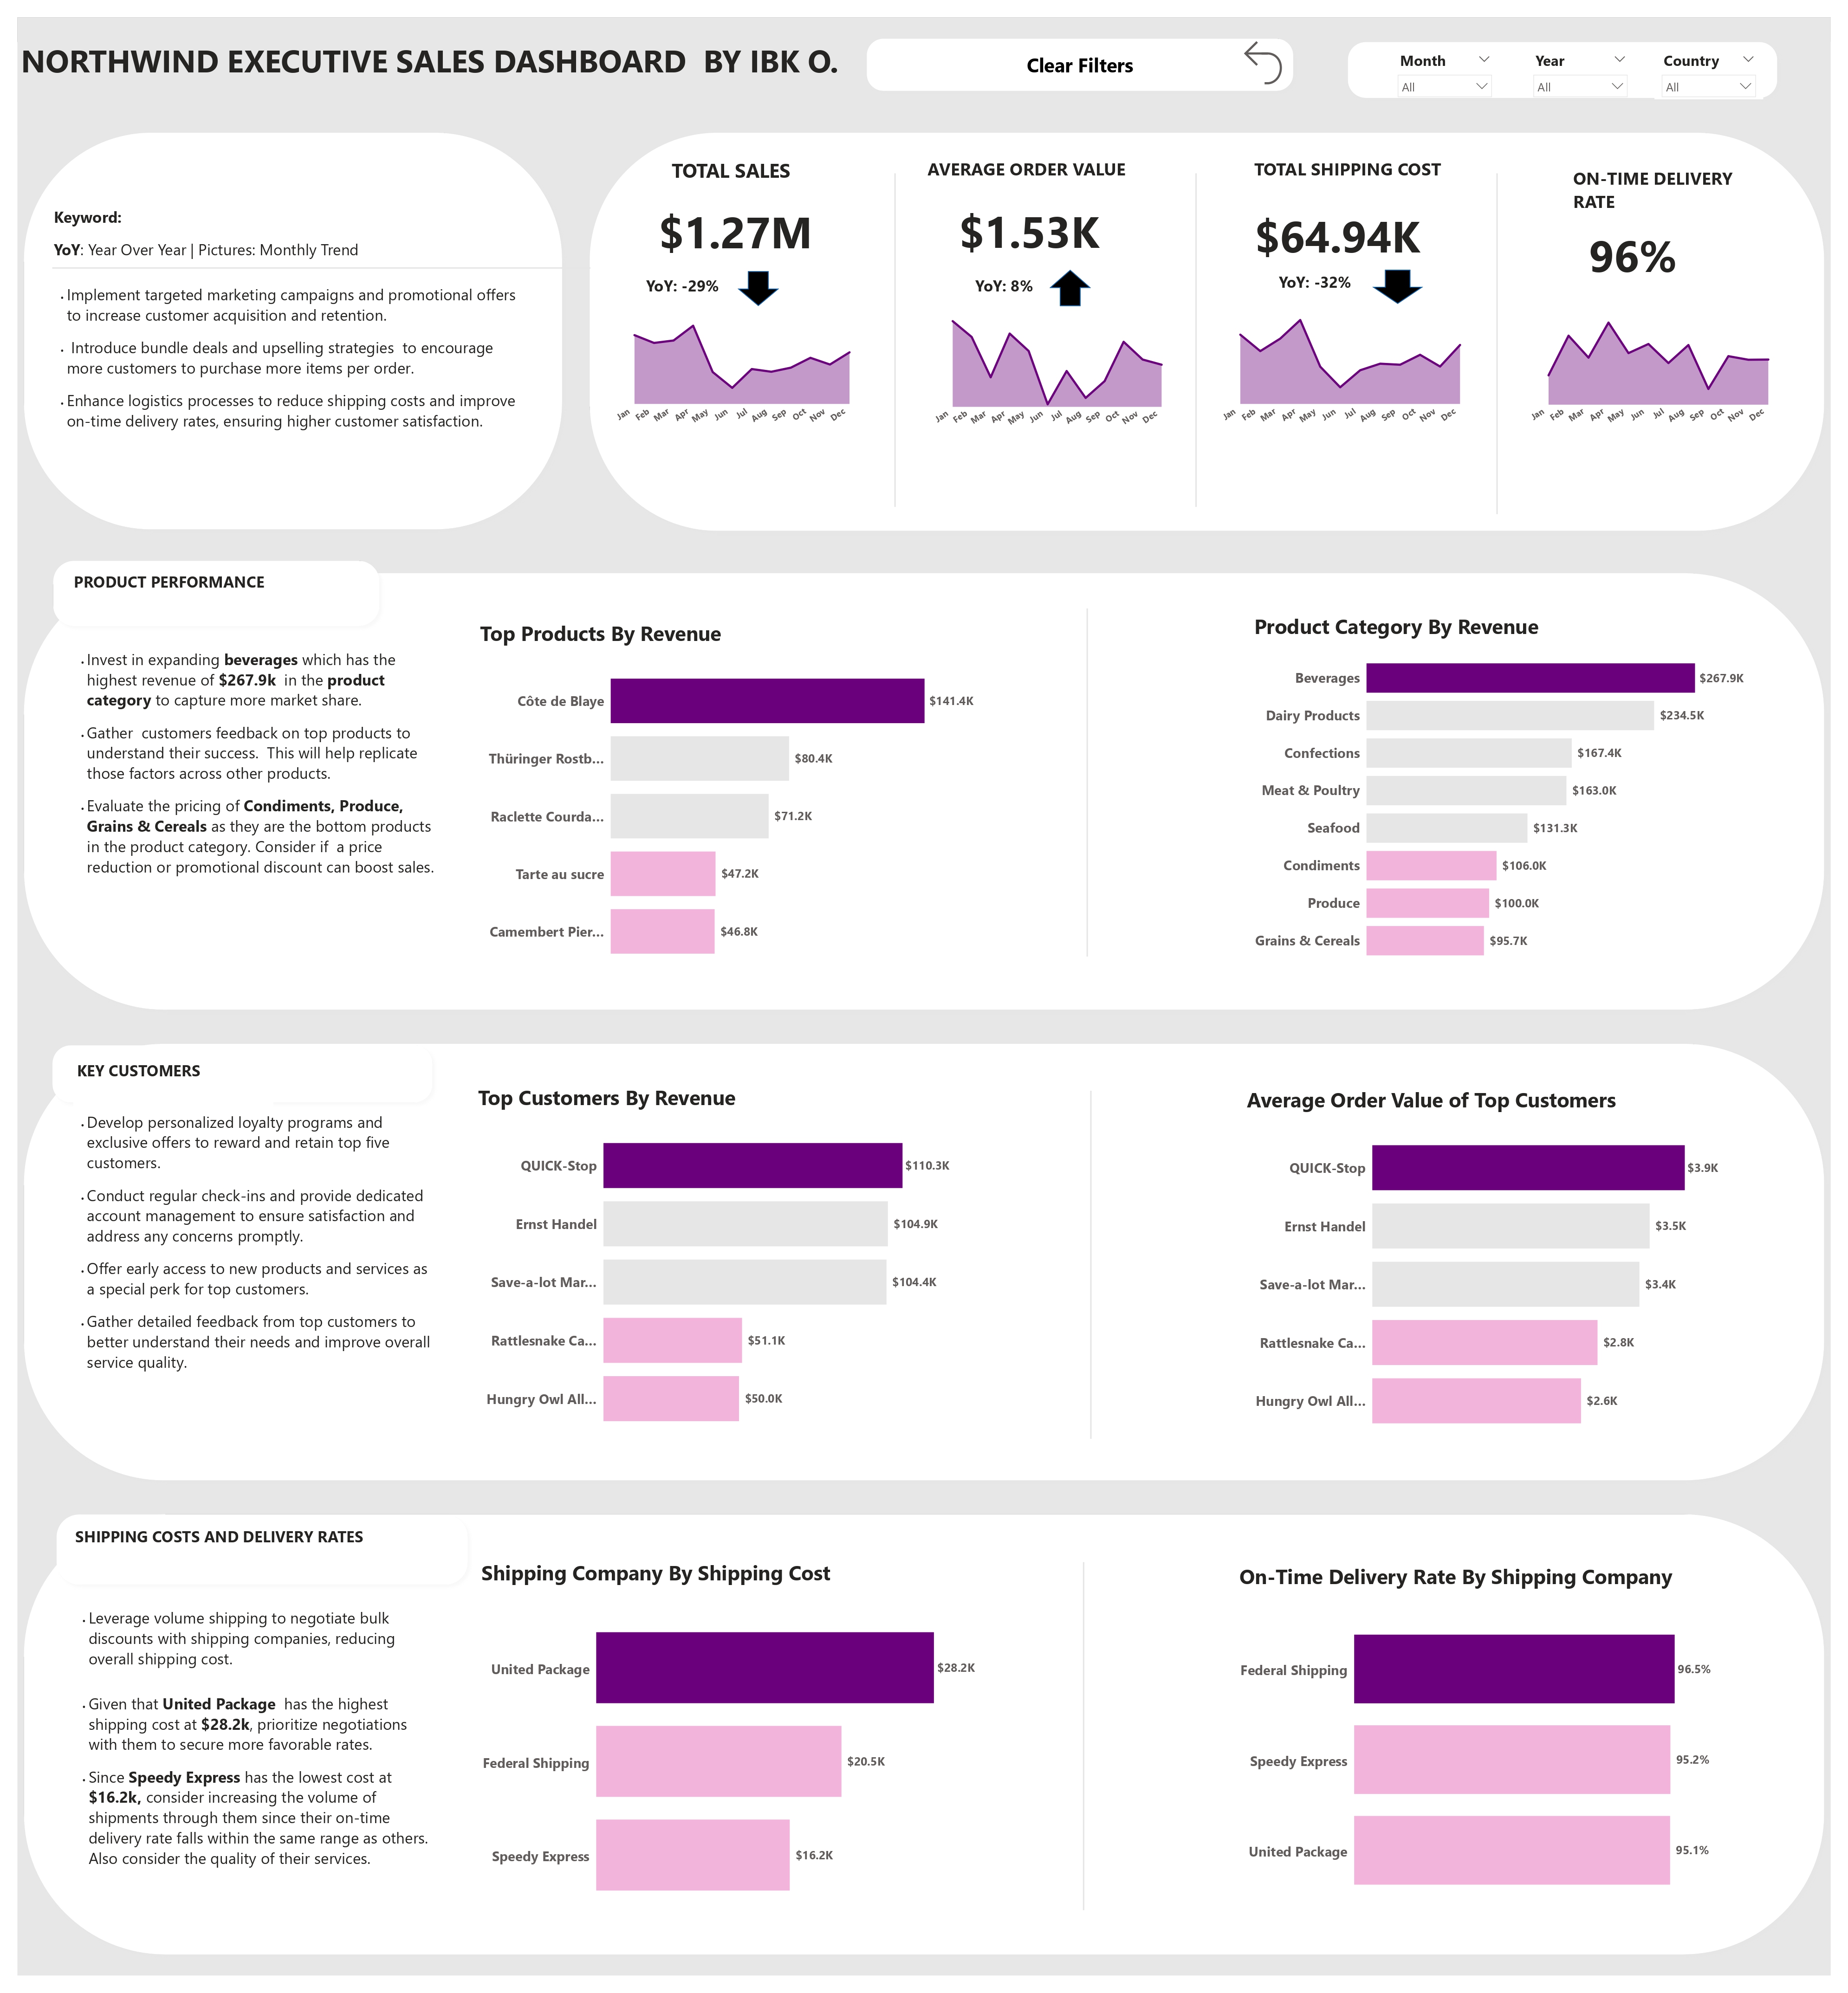 NORTHWIND EXECUTIVE SALES DASHBOARD  BY IBK O.
Clear Filters
Month
Year
Country
All
All
All
Keyword:
YoY: Year Over Year | Pictures: Monthly Trend
• Implement targeted marketing campaigns and promotional offers
to increase customer acquisition and retention.
• Introduce bundle deals and upselling strategies  to encourage
more customers to purchase more items per order.
• Enhance logistics processes to reduce shipping costs and improve
on-time delivery rates, ensuring higher customer satisfaction.
TOTAL SALES
$1.27M
YoY: -29%
Jan Feb Mar Apr May Jun Jul Aug Sep Oct Nov Dec
AVERAGE ORDER VALUE
$1.53K
YoY: 8%
Jan Feb Mar Apr May Jun Jul Aug Sep Oct Nov Dec
TOTAL SHIPPING COST
$64.94K
YoY: -32%
Jan Feb Mar Apr May Jun Jul Aug Sep Oct Nov Dec
ON-TIME DELIVERY
RATE
96%
Jan Feb Mar Apr May Jun Jul Aug Sep Oct Nov Dec
PRODUCT PERFORMANCE
• Invest in expanding beverages which has the
highest revenue of $267.9k  in the product
category to capture more market share.
• Gather  customers feedback on top products to
understand their success.  This will help replicate
those factors across other products.
• Evaluate the pricing of Condiments, Produce,
Grains & Cereals as they are the bottom products
in the product category. Consider if  a price
reduction or promotional discount can boost sales.
Top Products By Revenue
Côte de Blaye $141.4K
Thüringer Rostb... $80.4K
Raclette Courda... $71.2K
Tarte au sucre $47.2K
Camembert Pier... $46.8K
Product Category By Revenue
Beverages $267.9K
Dairy Products $234.5K
Confections $167.4K
Meat & Poultry $163.0K
Seafood $131.3K
Condiments $106.0K
Produce $100.0K
Grains & Cereals $95.7K
KEY CUSTOMERS
• Develop personalized loyalty programs and
exclusive offers to reward and retain top five
customers.
• Conduct regular check-ins and provide dedicated
account management to ensure satisfaction and
address any concerns promptly.
• Offer early access to new products and services as
a special perk for top customers.
• Gather detailed feedback from top customers to
better understand their needs and improve overall
service quality.
Top Customers By Revenue
QUICK-Stop $110.3K
Ernst Handel $104.9K
Save-a-lot Mar... $104.4K
Rattlesnake Ca... $51.1K
Hungry Owl All... $50.0K
Average Order Value of Top Customers
QUICK-Stop $3.9K
Ernst Handel $3.5K
Save-a-lot Mar... $3.4K
Rattlesnake Ca... $2.8K
Hungry Owl All... $2.6K
SHIPPING COSTS AND DELIVERY RATES
• Leverage volume shipping to negotiate bulk
discounts with shipping companies, reducing
overall shipping cost.
• Given that United Package  has the highest
shipping cost at $28.2k, prioritize negotiations
with them to secure more favorable rates.
• Since Speedy Express has the lowest cost at
$16.2k, consider increasing the volume of
shipments through them since their on-time
delivery rate falls within the same range as others.
Also consider the quality of their services.
Shipping Company By Shipping Cost
United Package $28.2K
Federal Shipping $20.5K
Speedy Express $16.2K
On-Time Delivery Rate By Shipping Company
Federal Shipping 96.5%
Speedy Express 95.2%
United Package 95.1%